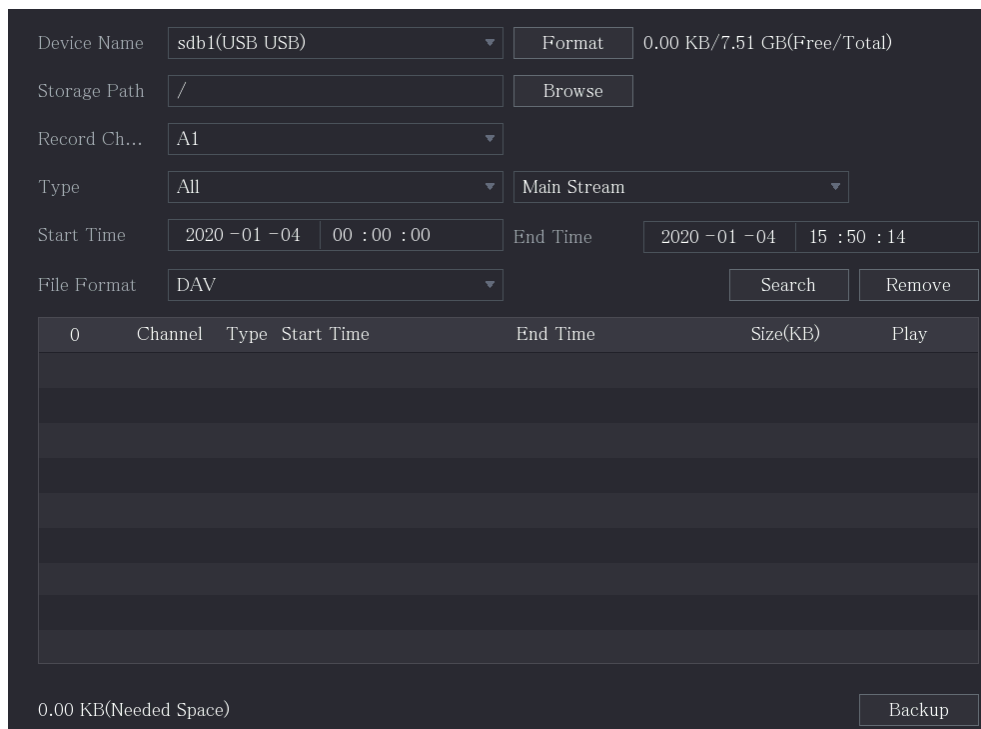 Device Name sdb1(USB USB) Format 0.00 KB/7.51 GB(Free/Total)
Storage Path / Browse
Record Ch... A1
Type All Main Stream
Start Time 2020 -01 -04 00 :00 :00 End Time 2020 -01 -04 15 :50 :14
File Format DAV Search Remove
0 Channel Type Start Time End Time Size(KB) Play
0.00 KB(Needed Space) Backup